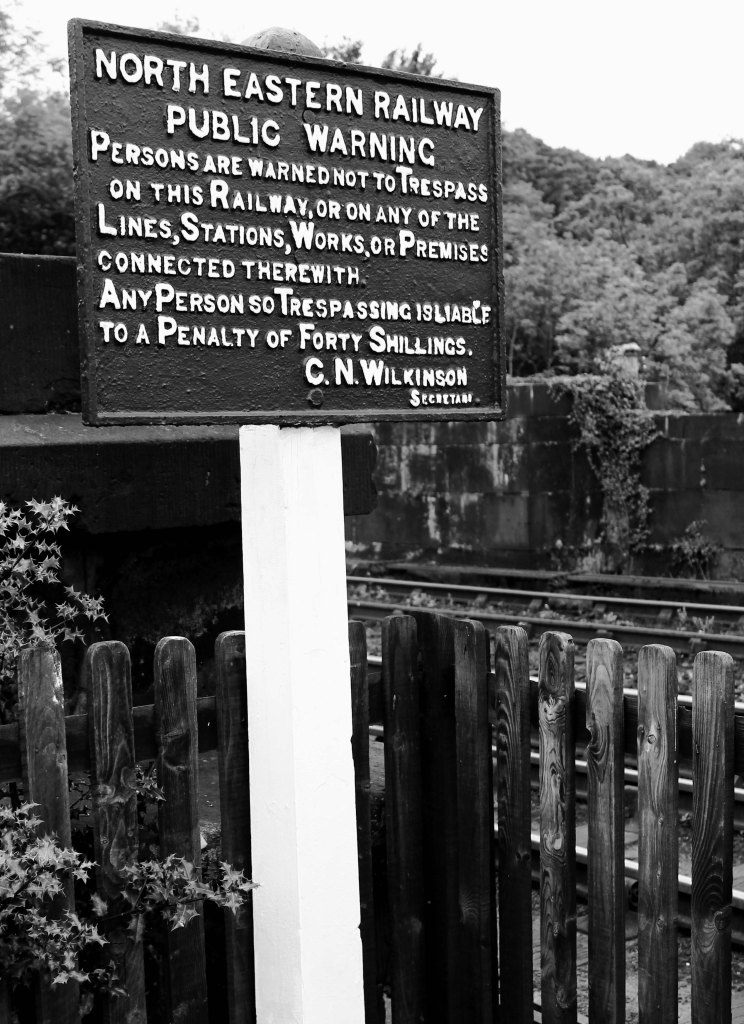 NORTH EASTERN RAILWAY
PUBLIC WARNING
PERSONS ARE WARNED NOT TO TRESPASS
ON THIS RAILWAY, OR ON ANY OF THE
LINES, STATIONS, WORKS, OR PREMISES
CONNECTED THEREWITH.
ANY PERSON SO TRESPASSING IS LIABLE
TO A PENALTY OF FORTY SHILLINGS.
C. N. WILKINSON
SECRETARY